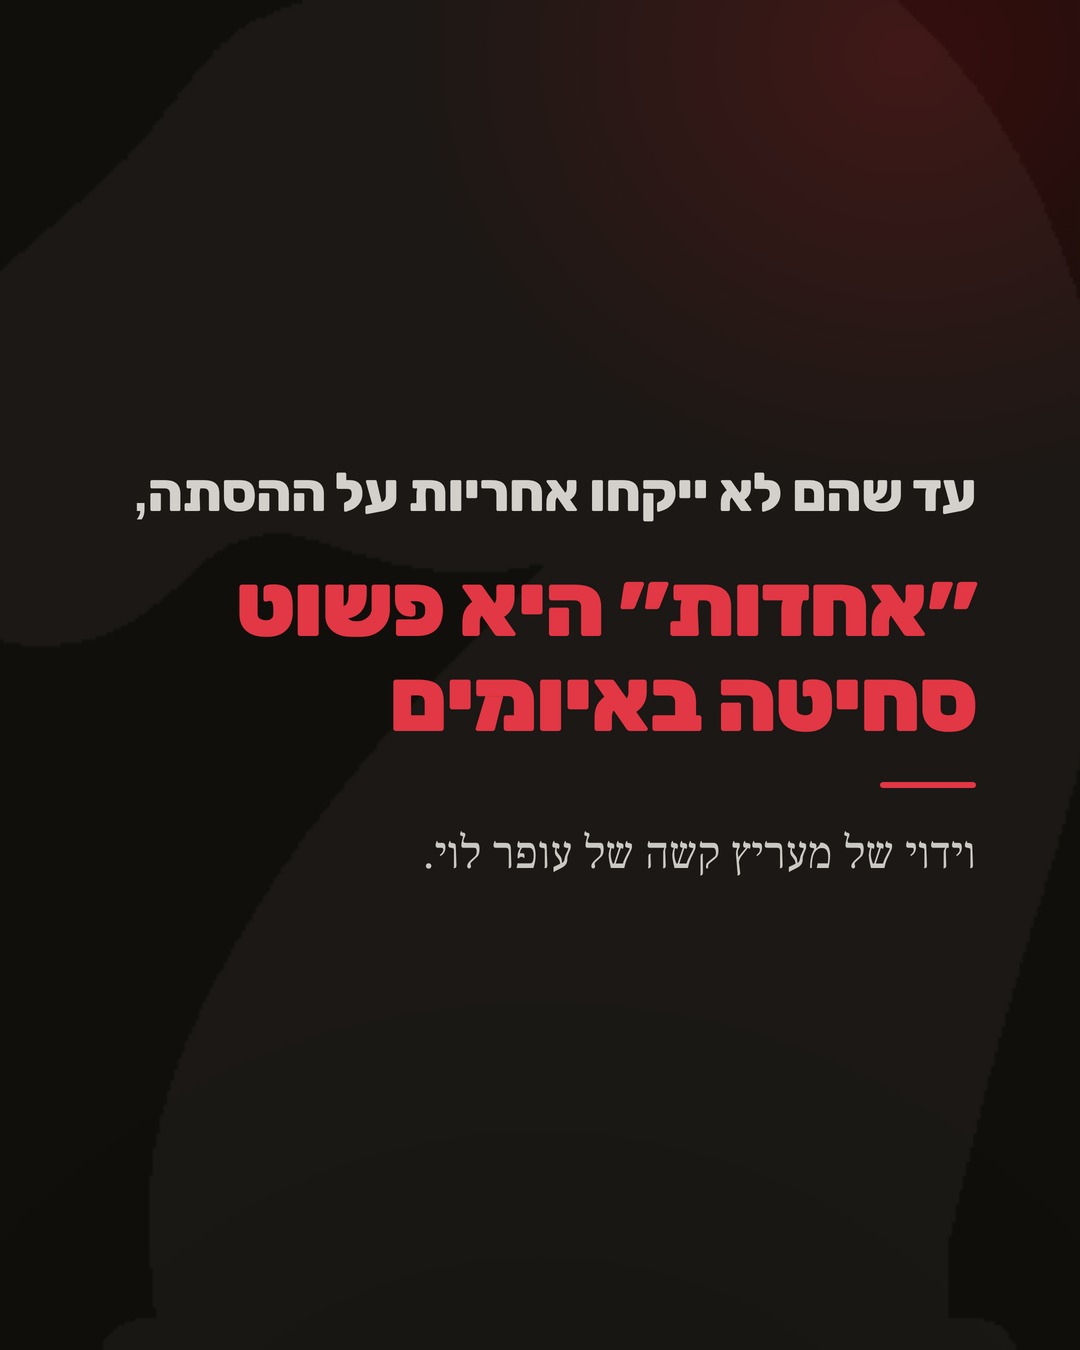 עד שהם לא ייקחו אחריות על ההסתה,
"אחדות" היא פשוט
סחיטה באיומים
וידוי של מעריץ קשה של עופר לוי.